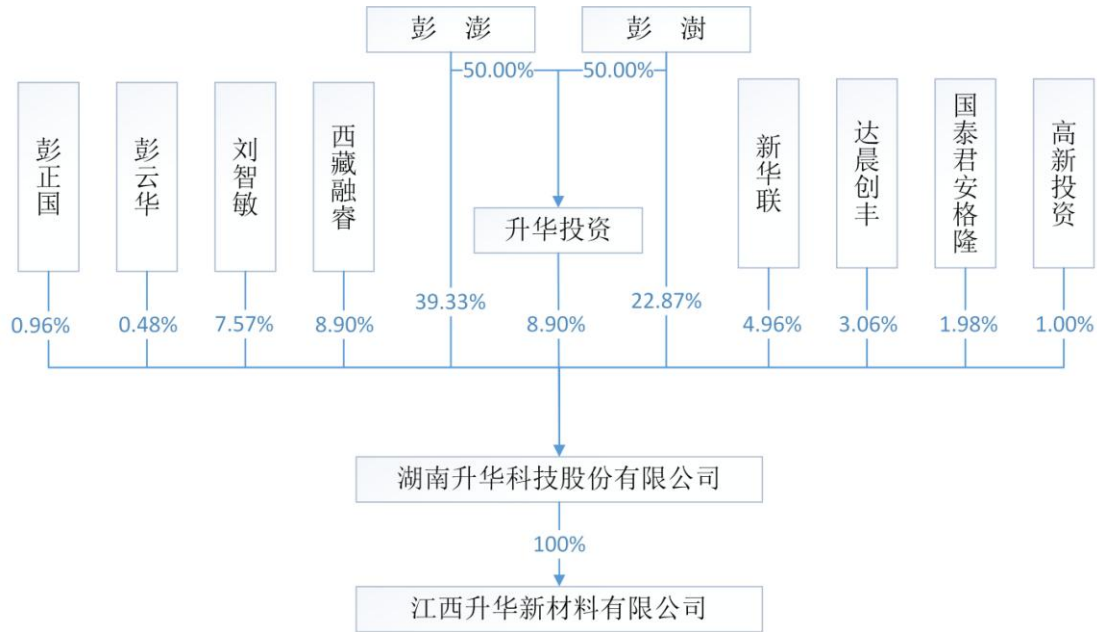 彭 澎
彭 澍
50.00%
50.00%
彭正国
彭云华
刘智敏
西藏融睿
升华投资
新华联
达晨创丰
国泰君安格隆
高新投资
0.96%
0.48%
7.57%
8.90%
39.33%
8.90%
22.87%
4.96%
3.06%
1.98%
1.00%
湖南升华科技股份有限公司
100%
江西升华新材料有限公司